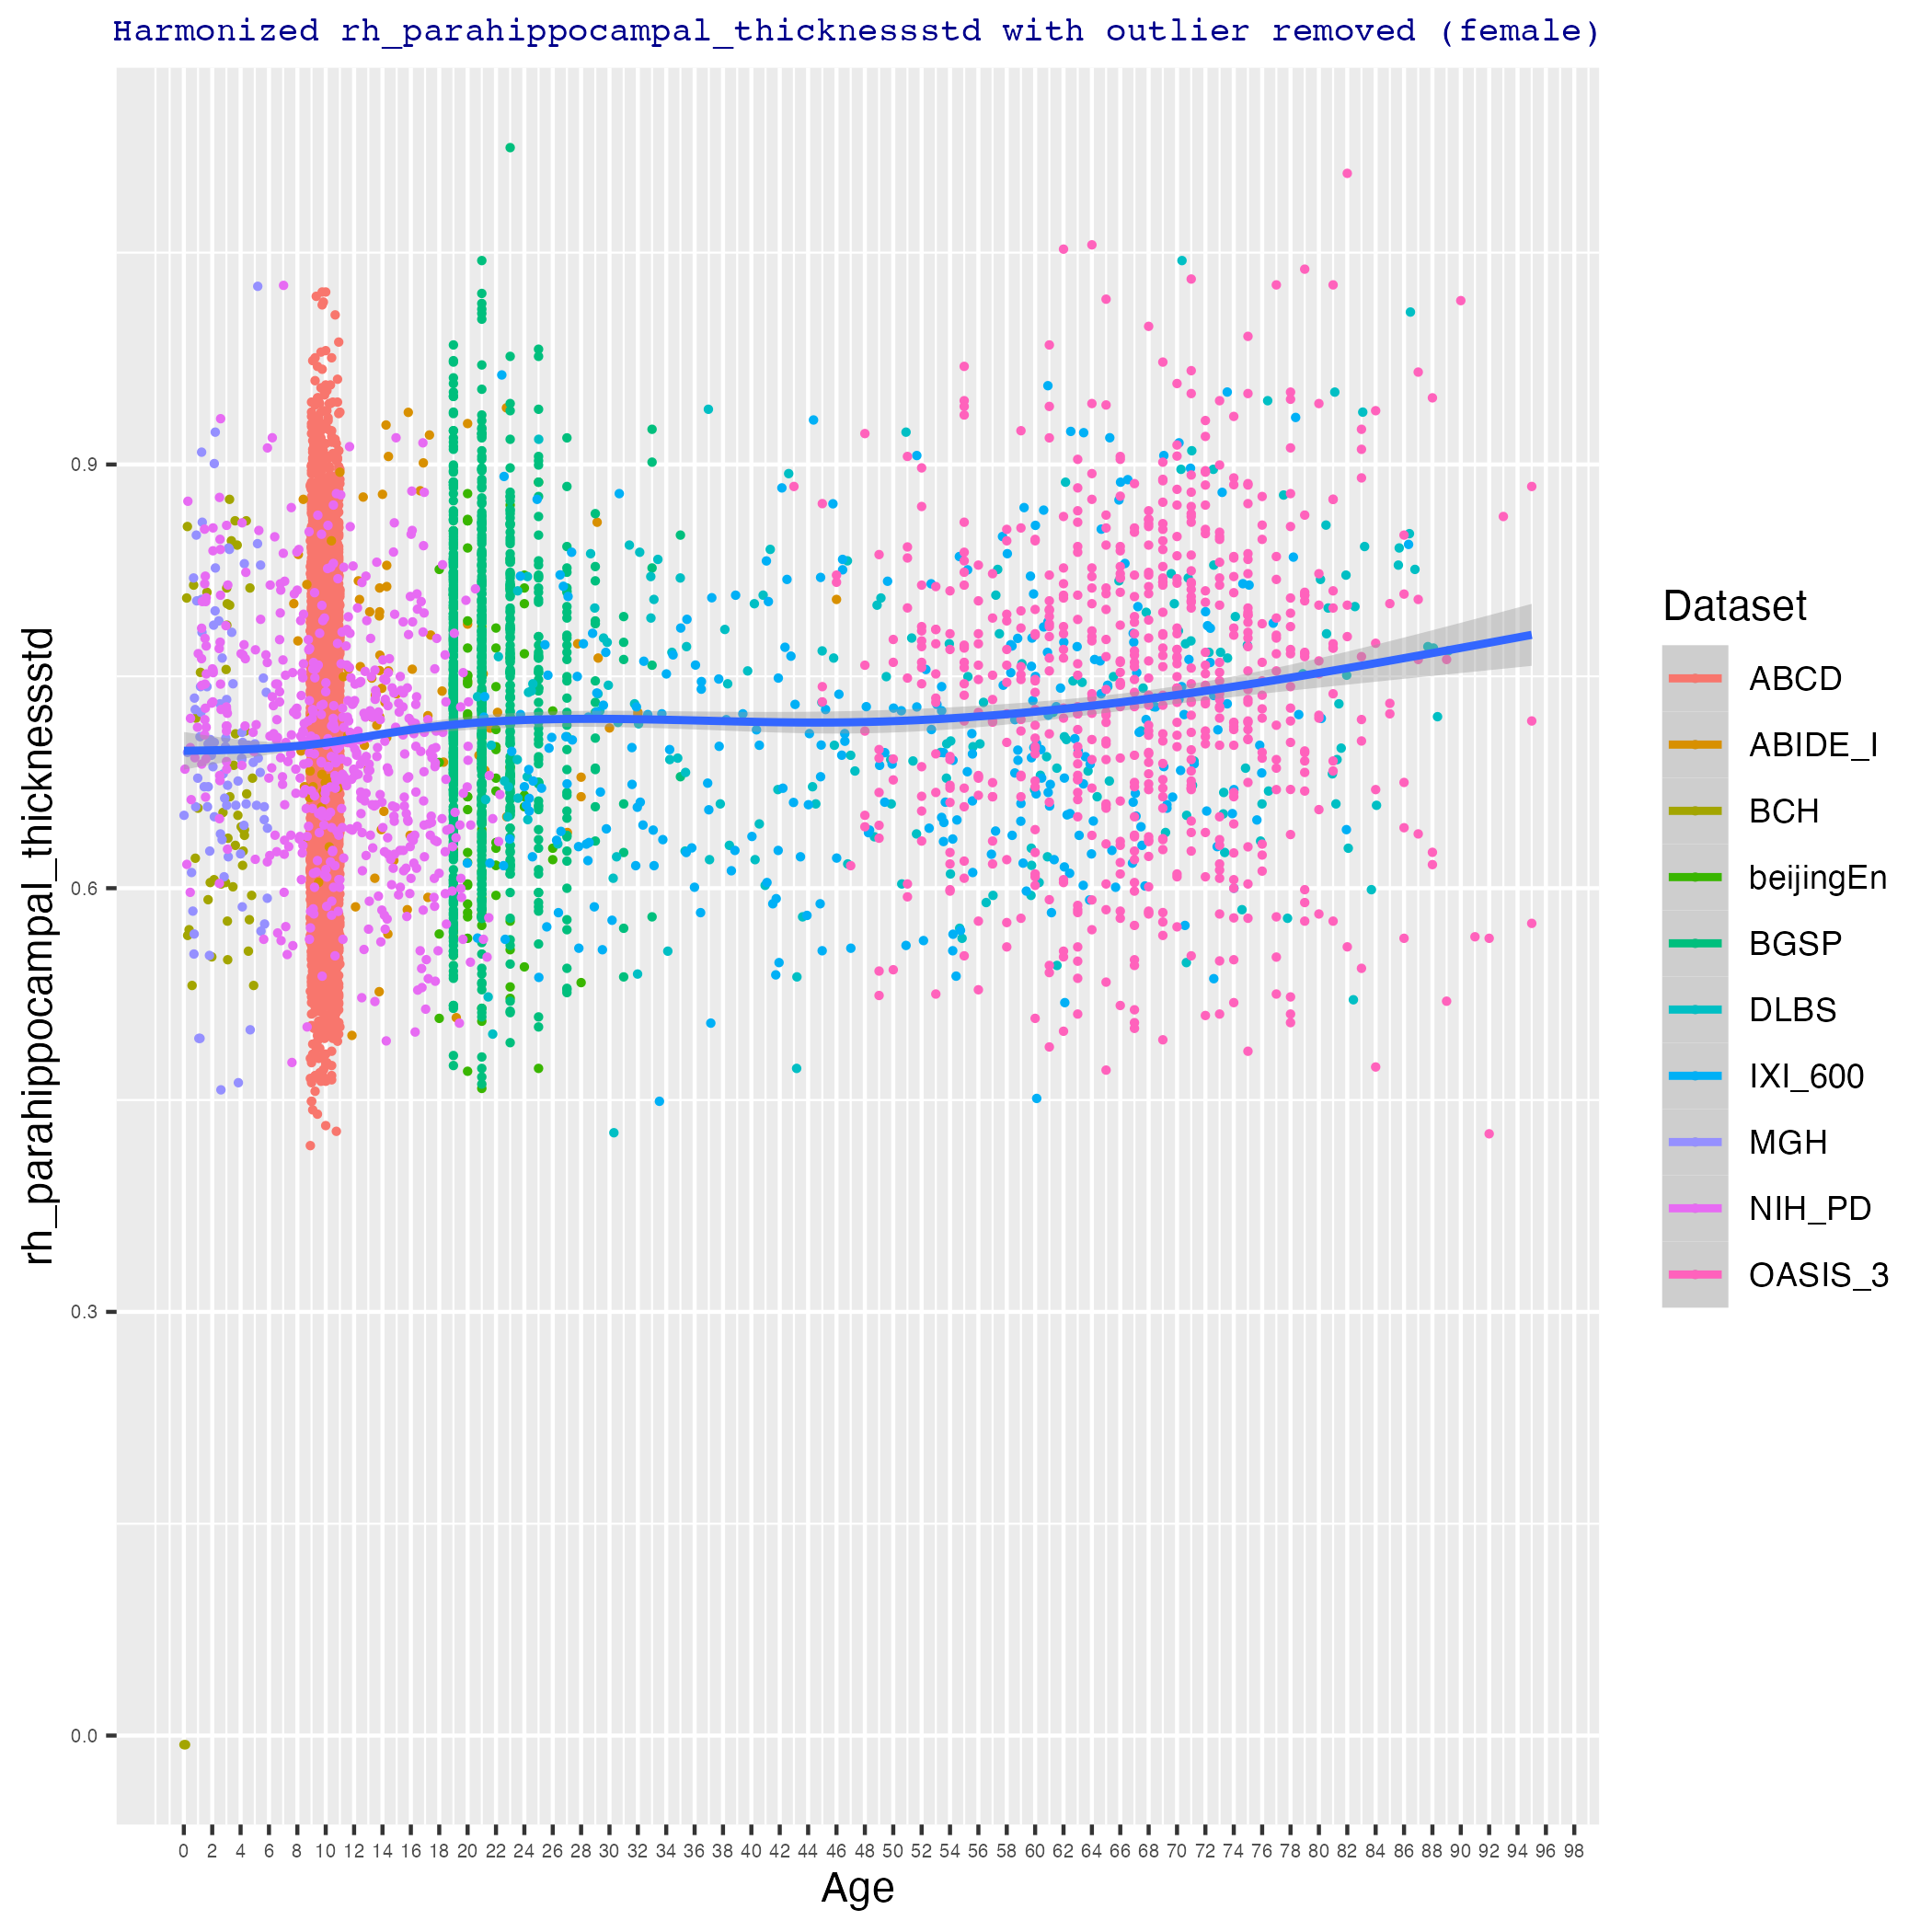 Harmonized rh_parahippocampal_thicknessstd with outlier removed (female)
rh_parahippocampal_thicknessstd
0.9
0.6
0.3
0.0
0 2 4 6 8 10 12 14 16 18 20 22 24 26 28 30 32 34 36 38 40 42 44 46 48 50 52 54 56 58 60 62 64 66 68 70 72 74 76 78 80 82 84 86 88 90 92 94 96 98
Age
Dataset
ABCD
ABIDE_I
BCH
beijingEn
BGSP
DLBS
IXI_600
MGH
NIH_PD
OASIS_3